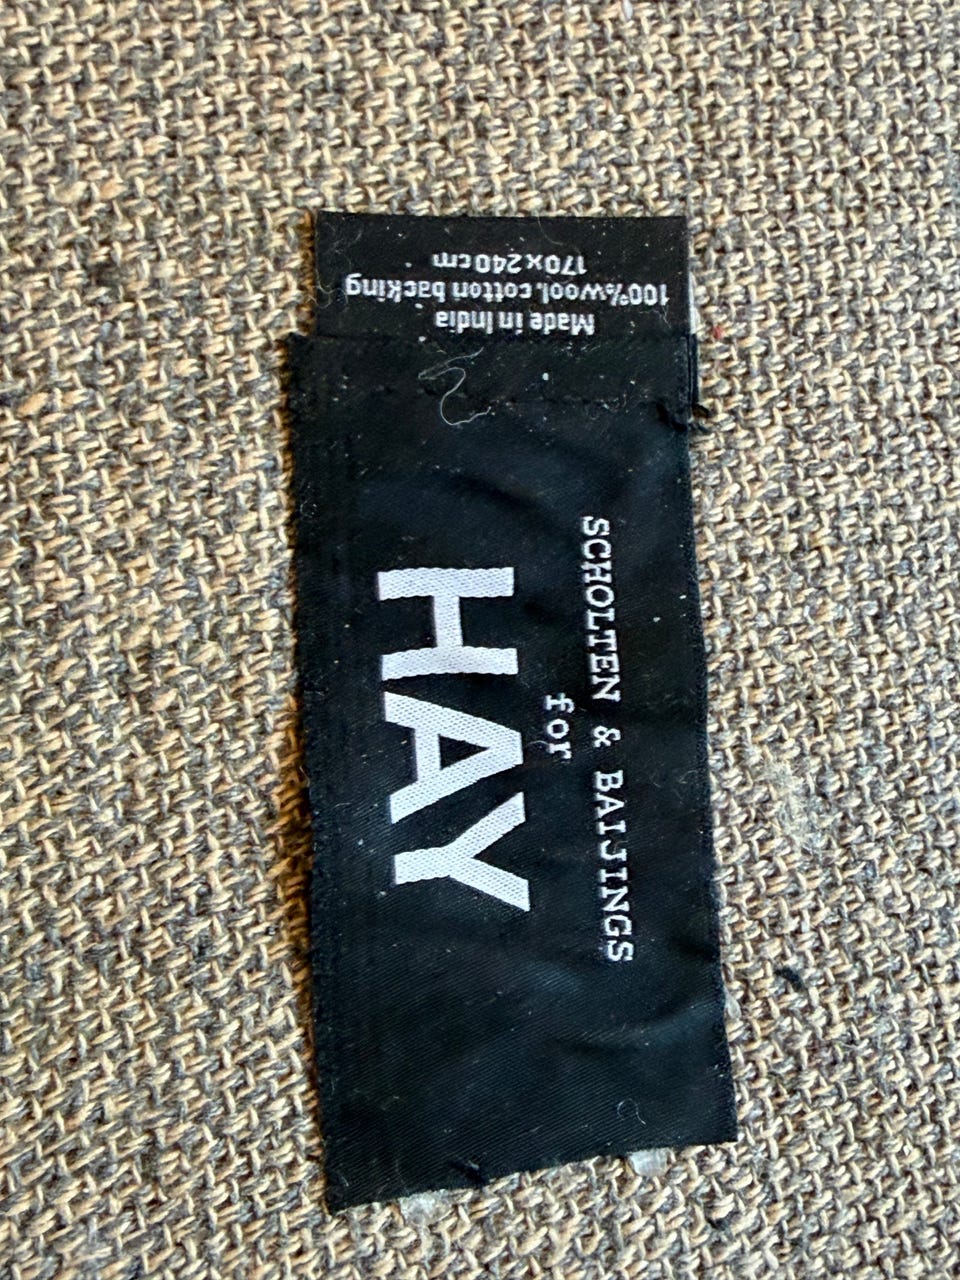 SCHOLTEN & BAIJINGS
for
HAY
Made in India
100%wool.cotton backing
170x240cm